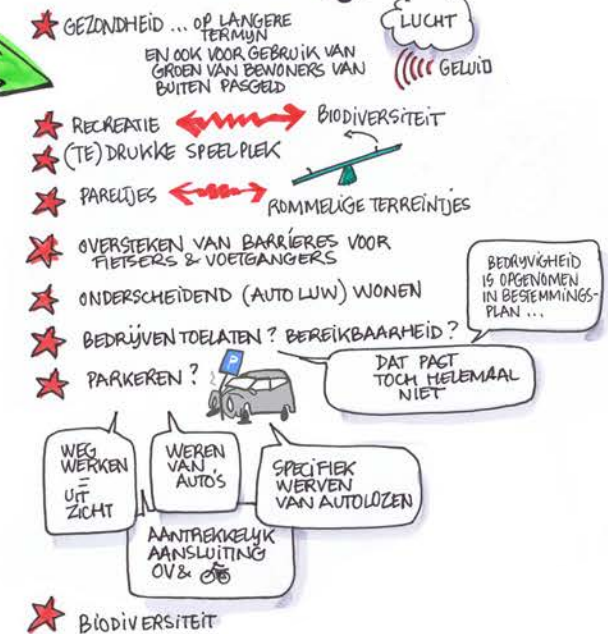 GEZONDHEID ... OP LANGERE
TERMIJN
EN OOK VOOR GEBRUIK VAN
GROEN VAN BEWONERS VAN
BUITEN PASGELD
LUCHT
GELUID
RECREATIE
BIODIVERSITEIT
(TE) DRUKKE SPEELPLEK
PARELTJES
ROMMELIGE TERREINTJES
OVERSTEKEN VAN BARRIERES VOOR
FIETSERS & VOETGANGERS
ONDERSCHEIDEND (AUTO LUW) WONEN
BEDRIJVIGHEID
IS OPGENOMEN
IN BESTEMMINGS-
PLAN ...
BEDRIJVEN TOELATEN? BEREIKBAARHEID?
DAT PAST
TOCH HELEMAAL
NIET
PARKEREN?
P
WEG
WERKEN
=
UIT
ZICHT
WEREN
VAN
AUTO'S
SPECIFIEK
WERVEN
VAN AUTOLOZEN
AANTREKKELIJK
AANSLUITING
OV &
BIODIVERSITEIT